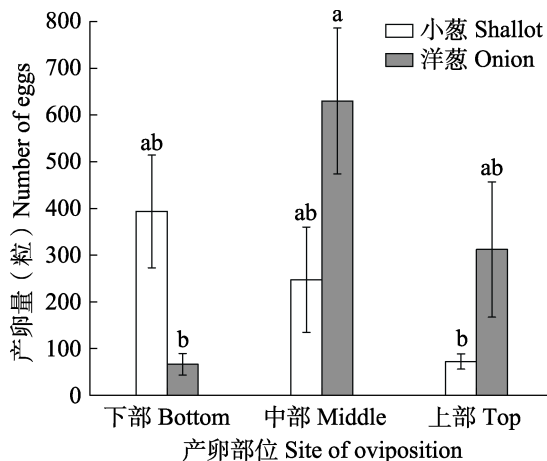 小葱 Shallot
洋葱 Onion
产卵量（粒）Number of eggs
800
700
600
500
400
300
200
100
0
ab
b
ab
a
b
ab
下部 Bottom
中部 Middle
上部 Top
产卵部位 Site of oviposition